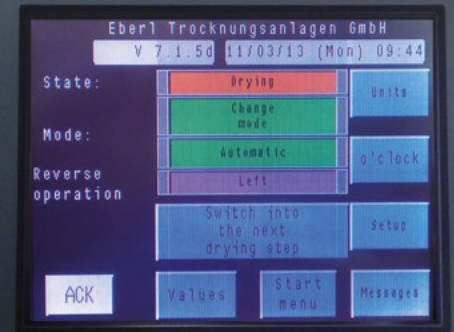 Eberl Trocknungsanlagen GmbH
V 7.1.5d 11/03/13 (Mon) 09:44
State: Drying Units
Change
mode
Mode: Automatic o'clock
Reverse
operation Left
Switch into
the next
drying step Setup
ACK Values Start
menu Messages